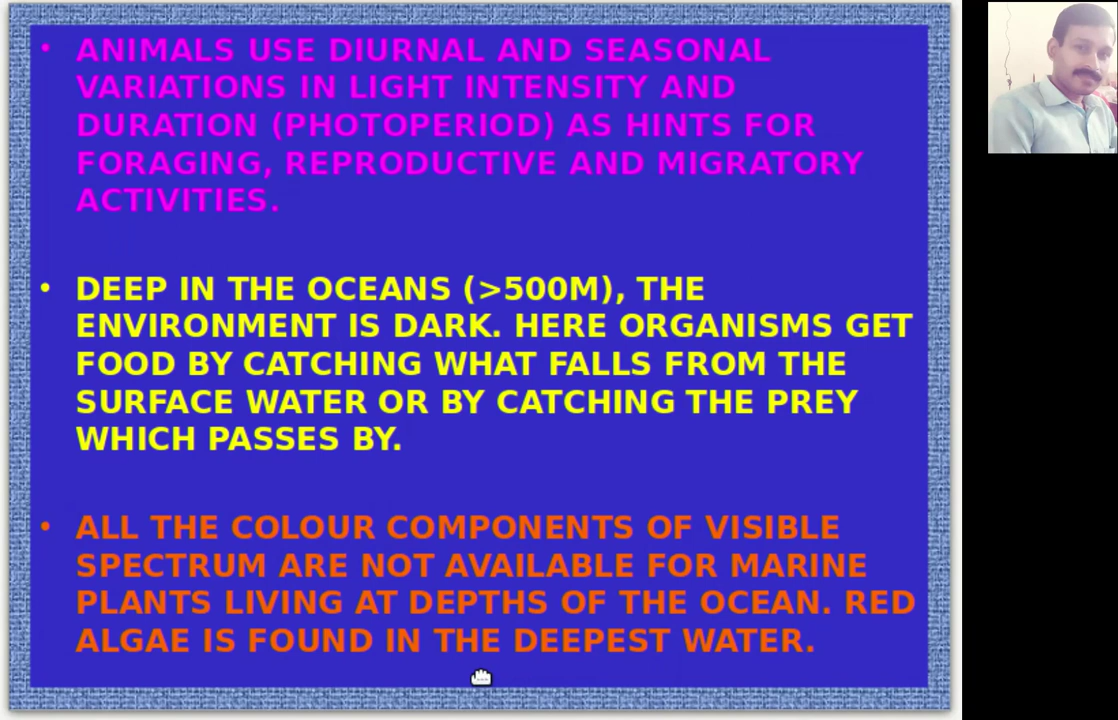 • ANIMALS USE DIURNAL AND SEASONAL
VARIATIONS IN LIGHT INTENSITY AND
DURATION (PHOTOPERIOD) AS HINTS FOR
FORAGING, REPRODUCTIVE AND MIGRATORY
ACTIVITIES.
• DEEP IN THE OCEANS (>500M), THE
ENVIRONMENT IS DARK. HERE ORGANISMS GET
FOOD BY CATCHING WHAT FALLS FROM THE
SURFACE WATER OR BY CATCHING THE PREY
WHICH PASSES BY.
• ALL THE COLOUR COMPONENTS OF VISIBLE
SPECTRUM ARE NOT AVAILABLE FOR MARINE
PLANTS LIVING AT DEPTHS OF THE OCEAN. RED
ALGAE IS FOUND IN THE DEEPEST WATER.